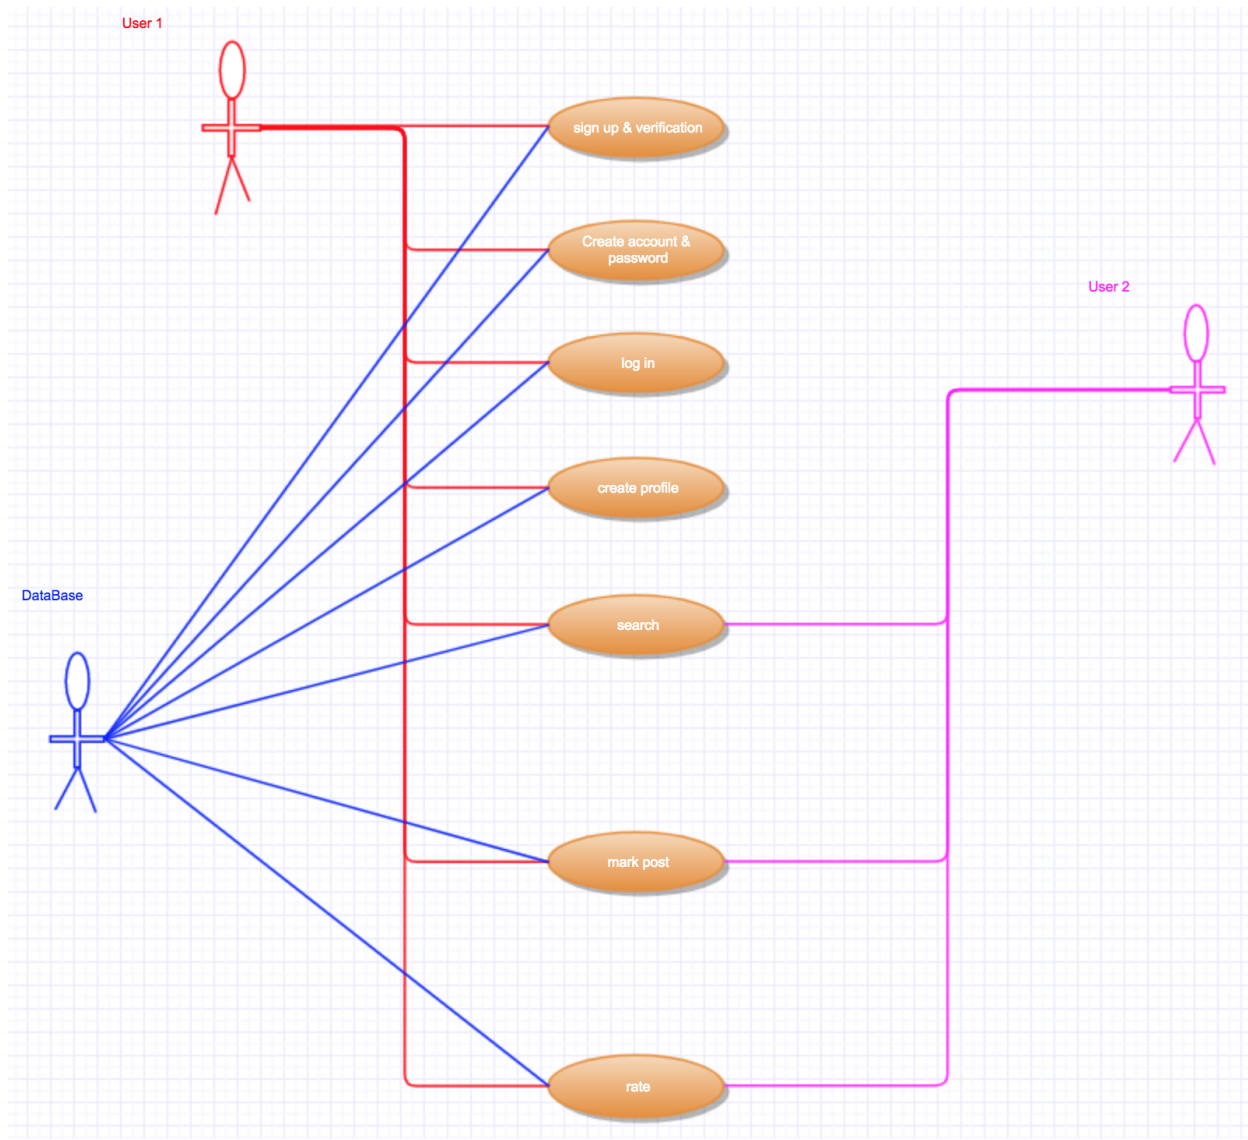 User 1
sign up & verification
Create account &
password
User 2
log in
create profile
DataBase
search
mark post
rate